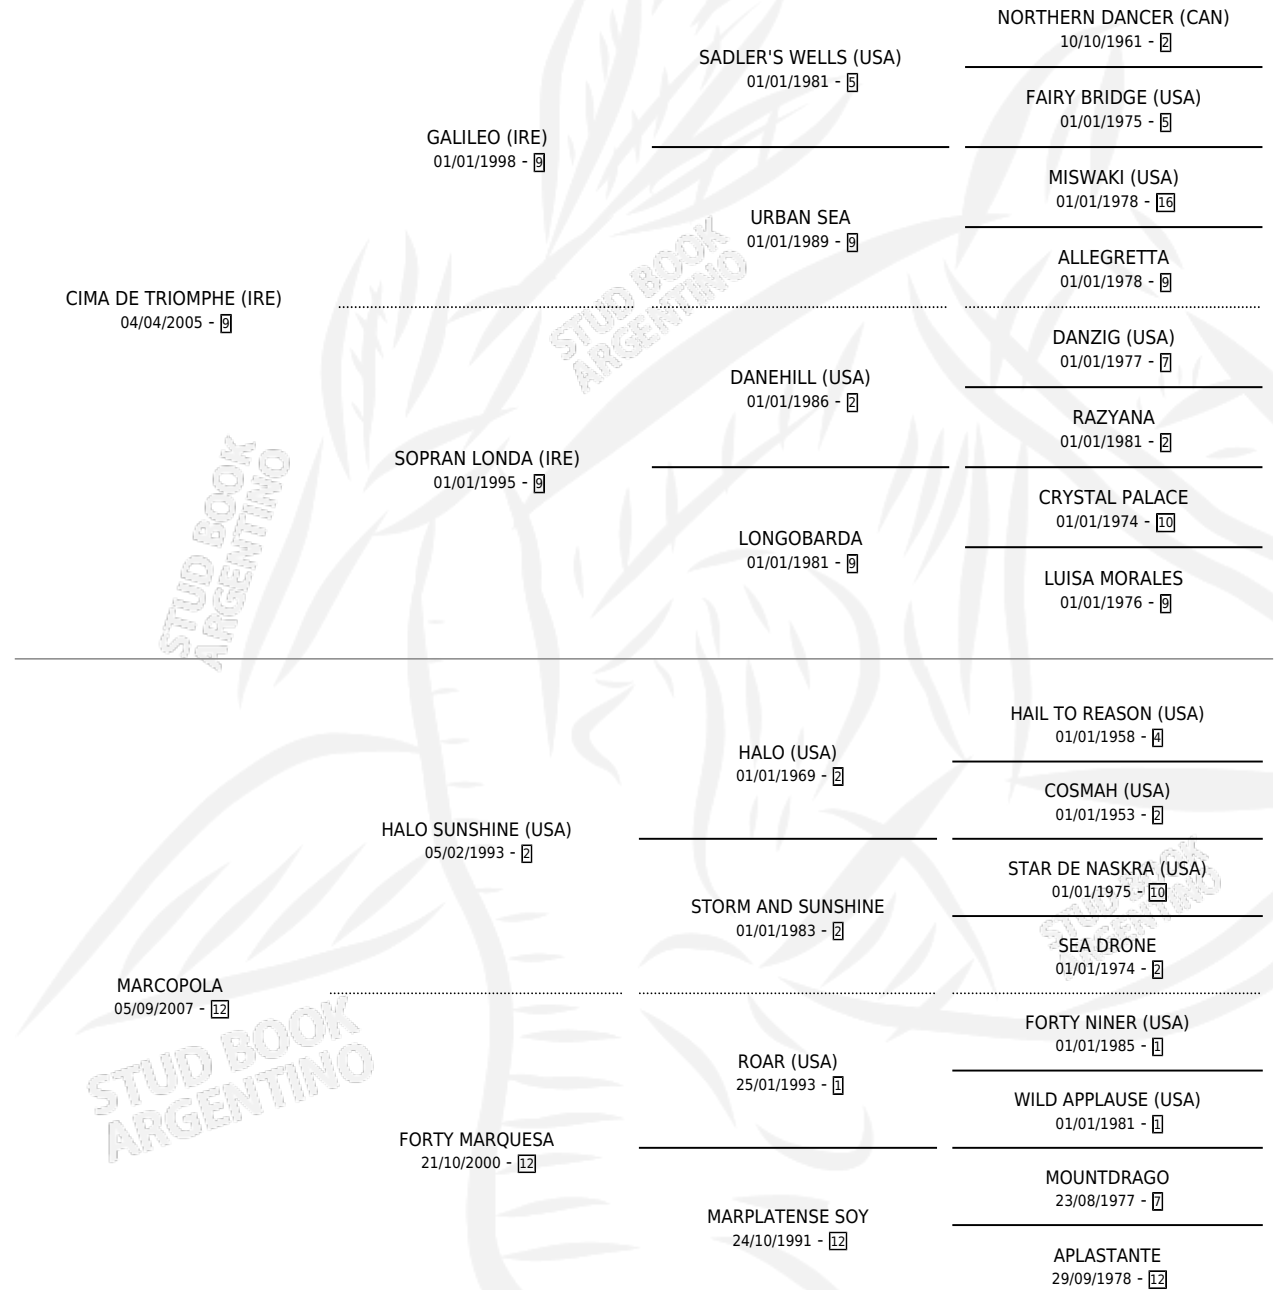 NORTHERN DANCER (CAN)
10/10/1961 - 2
SADLER'S WELLS (USA)
01/01/1981 - 5
FAIRY BRIDGE (USA)
01/01/1975 - 5
GALILEO (IRE)
01/01/1998 - 9
MISWAKI (USA)
01/01/1978 - 16
URBAN SEA
01/01/1989 - 9
ALLEGRETTA
01/01/1978 - 9
CIMA DE TRIOMPHE (IRE)
04/04/2005 - 9
DANZIG (USA)
01/01/1977 - 7
DANEHILL (USA)
01/01/1986 - 2
RAZYANA
01/01/1981 - 2
SOPRAN LONDA (IRE)
01/01/1995 - 9
CRYSTAL PALACE
01/01/1974 - 10
LONGOBARDA
01/01/1981 - 9
LUISA MORALES
01/01/1976 - 9
HAIL TO REASON (USA)
01/01/1958 - 4
HALO (USA)
01/01/1969 - 2
COSMAH (USA)
01/01/1953 - 2
HALO SUNSHINE (USA)
05/02/1993 - 2
STAR DE NASKRA (USA)
01/01/1975 - 10
STORM AND SUNSHINE
01/01/1983 - 2
SEA DRONE
01/01/1974 - 2
MARCOPOLA
05/09/2007 - 12
FORTY NINER (USA)
01/01/1985 - 1
ROAR (USA)
25/01/1993 - 1
WILD APPLAUSE (USA)
01/01/1981 - 1
FORTY MARQUESA
21/10/2000 - 12
MOUNTDRAGO
23/08/1977 - 7
MARPLATENSE SOY
24/10/1991 - 12
APLASTANTE
29/09/1978 - 12
STUD BOOK
ARGENTINO
STUD BOOK
ARGENTINO
STUD BOOK
ARGENTINO
STUD BOOK
ARGENTINO